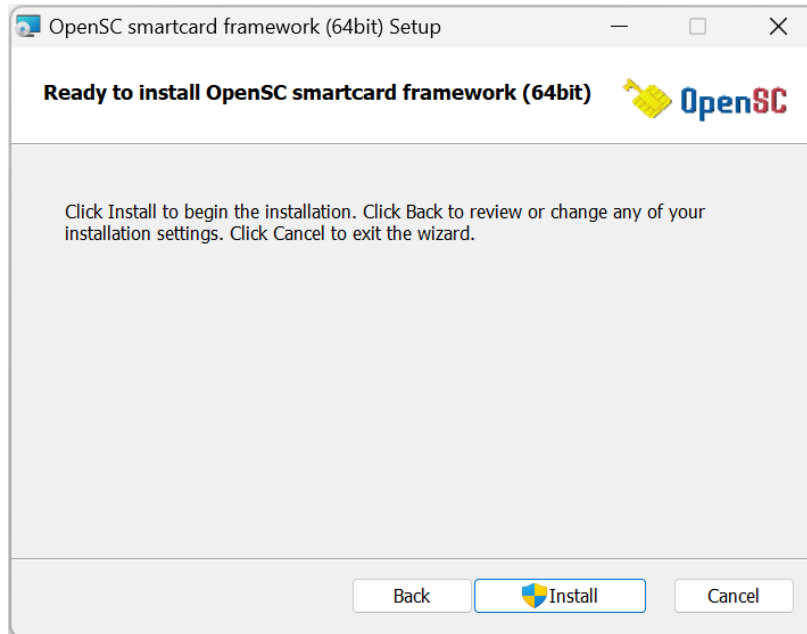 OpenSC smartcard framework (64bit) Setup
Ready to install OpenSC smartcard framework (64bit)
OpenSC
Click Install to begin the installation. Click Back to review or change any of your
installation settings. Click Cancel to exit the wizard.
Back
Install
Cancel